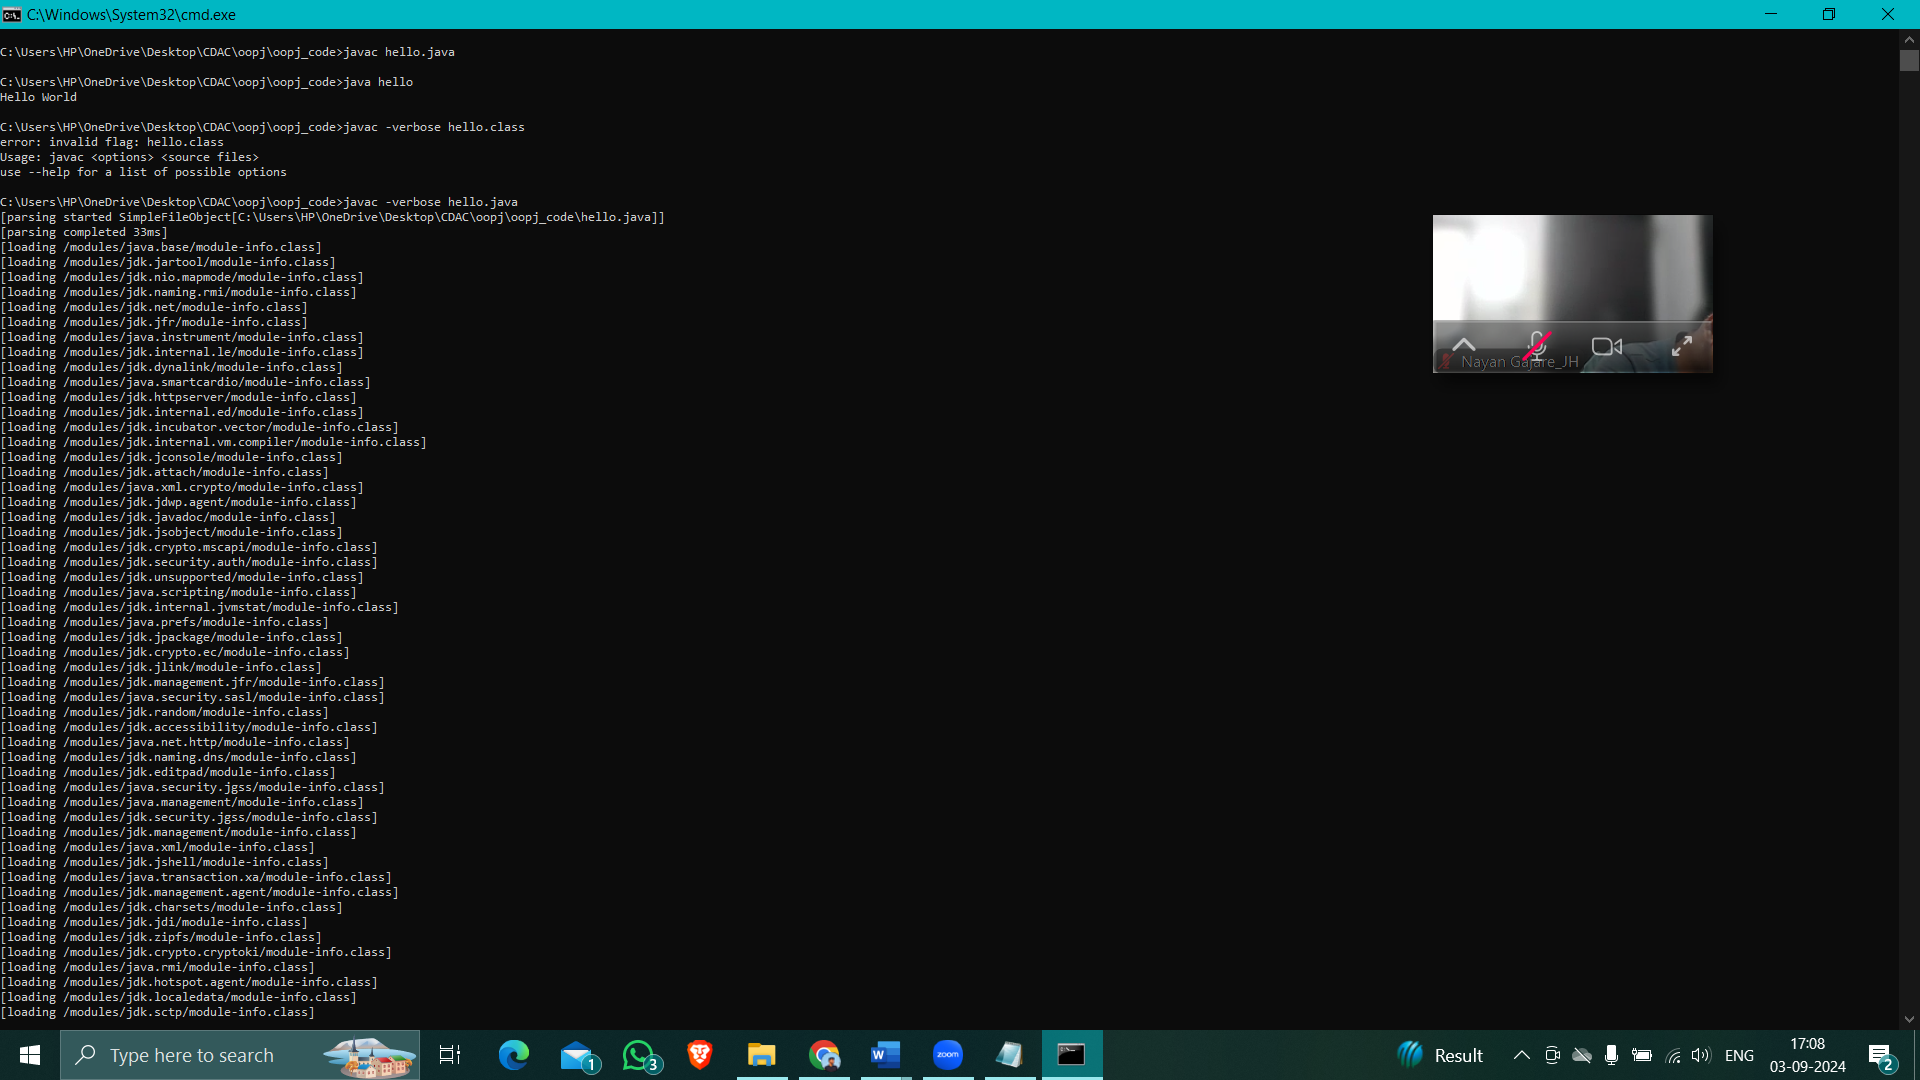 C:\Windows\System32\cmd.exe
C:\Users\HP\OneDrive\Desktop\CDAC\oopj\oopj_code>javac hello.java
C:\Users\HP\OneDrive\Desktop\CDAC\oopj\oopj_code>java hello
Hello World
C:\Users\HP\OneDrive\Desktop\CDAC\oopj\oopj_code>javac -verbose hello.class
error: invalid flag: hello.class
Usage: javac <options> <source files>
use --help for a list of possible options
C:\Users\HP\OneDrive\Desktop\CDAC\oopj\oopj_code>javac -verbose hello.java
[parsing started SimpleFileObject[C:\Users\HP\OneDrive\Desktop\CDAC\oopj\oopj_code\hello.java]]
[parsing completed 33ms]
[loading /modules/java.base/module-info.class]
[loading /modules/jdk.jartool/module-info.class]
[loading /modules/jdk.nio.mapmode/module-info.class]
[loading /modules/jdk.naming.rmi/module-info.class]
[loading /modules/jdk.net/module-info.class]
[loading /modules/jdk.jfr/module-info.class]
[loading /modules/java.instrument/module-info.class]
[loading /modules/jdk.internal.le/module-info.class]
[loading /modules/jdk.dynalink/module-info.class]
[loading /modules/java.smartcardio/module-info.class]
[loading /modules/jdk.httpserver/module-info.class]
[loading /modules/jdk.internal.ed/module-info.class]
[loading /modules/jdk.incubator.vector/module-info.class]
[loading /modules/jdk.internal.vm.compiler/module-info.class]
[loading /modules/jdk.jconsole/module-info.class]
[loading /modules/jdk.attach/module-info.class]
[loading /modules/java.xml.crypto/module-info.class]
[loading /modules/jdk.jdwp.agent/module-info.class]
[loading /modules/jdk.javadoc/module-info.class]
[loading /modules/jdk.jsobject/module-info.class]
[loading /modules/jdk.crypto.mscapi/module-info.class]
[loading /modules/jdk.security.auth/module-info.class]
[loading /modules/jdk.unsupported/module-info.class]
[loading /modules/java.scripting/module-info.class]
[loading /modules/jdk.internal.jvmstat/module-info.class]
[loading /modules/java.prefs/module-info.class]
[loading /modules/jdk.jpackage/module-info.class]
[loading /modules/jdk.crypto.ec/module-info.class]
[loading /modules/jdk.jlink/module-info.class]
[loading /modules/jdk.management.jfr/module-info.class]
[loading /modules/java.security.sasl/module-info.class]
[loading /modules/jdk.random/module-info.class]
[loading /modules/jdk.accessibility/module-info.class]
[loading /modules/java.net.http/module-info.class]
[loading /modules/jdk.naming.dns/module-info.class]
[loading /modules/jdk.editpad/module-info.class]
[loading /modules/java.security.jgss/module-info.class]
[loading /modules/java.management/module-info.class]
[loading /modules/jdk.security.jgss/module-info.class]
[loading /modules/jdk.management/module-info.class]
[loading /modules/java.xml/module-info.class]
[loading /modules/jdk.jshell/module-info.class]
[loading /modules/java.transaction.xa/module-info.class]
[loading /modules/jdk.management.agent/module-info.class]
[loading /modules/jdk.charsets/module-info.class]
[loading /modules/jdk.jdi/module-info.class]
[loading /modules/jdk.zipfs/module-info.class]
[loading /modules/jdk.crypto.cryptoki/module-info.class]
[loading /modules/java.rmi/module-info.class]
[loading /modules/jdk.hotspot.agent/module-info.class]
[loading /modules/jdk.localedata/module-info.class]
[loading /modules/jdk.sctp/module-info.class]
Nayan Gajare_JH
Type here to search
1
3
W
zoom
Result
ENG
17:08
03-09-2024
2